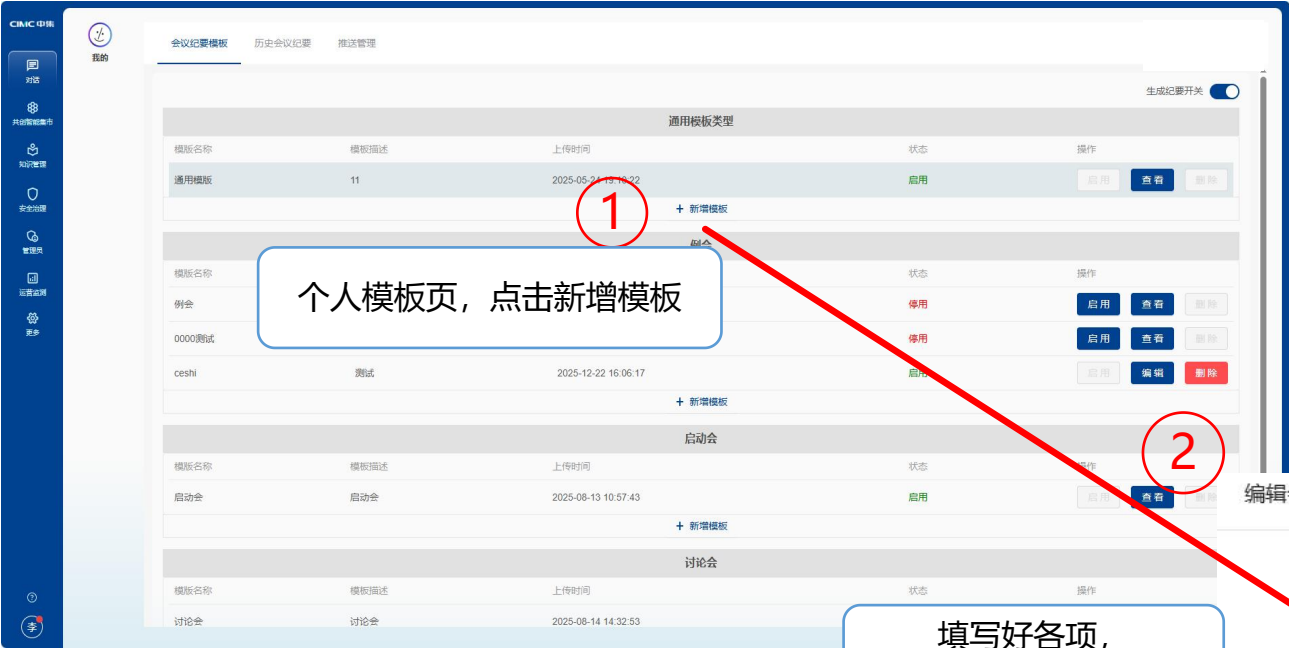 CIMC中集
我的
会议纪要模板 历史会议纪要 推送管理
对话
共创智能集市
知识管理
安全治理
管理员
运营监测
更多
李
生成纪要开关
通用模板类型
模版名称 模板描述 上传时间 状态 操作
通用模版 11 2025-05-24 19:18:22 启用 启用 查看 删除
+ 新增模板
1
例会
个人模板页，点击新增模板
模版名称 状态 操作
例会 停用 启用 查看 删除
0000测试 停用 启用 查看 删除
ceshi 测试 2025-12-22 16:06:17 启用 启用 编辑 删除
+ 新增模板
启动会
2
模版名称 模板描述 上传时间 状态 操作
启动会 启动会 2025-08-13 10:57:43 启用 启用 查看
编辑
+ 新增模板
讨论会
模版名称 模板描述 上传时间 状态 操作
讨论会 讨论会 2025-08-14 14:32:53
填写好各项，